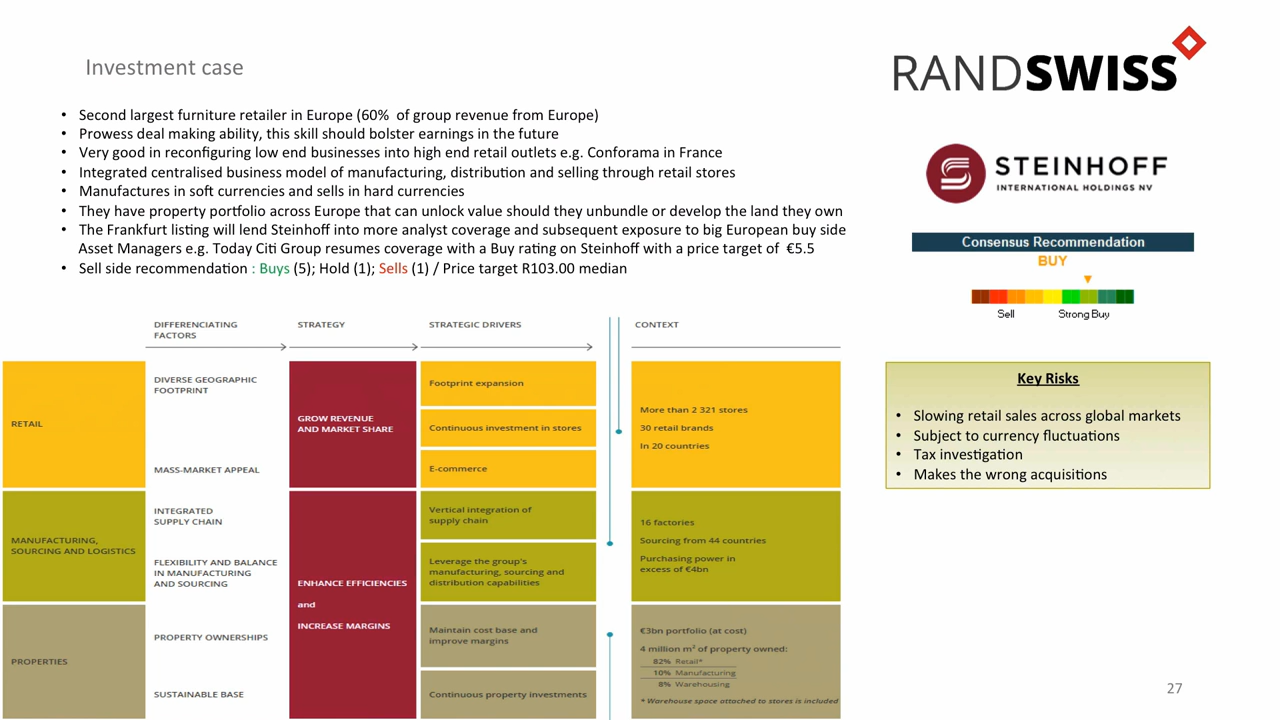 Investment case
RANDSWISS
• Second largest furniture retailer in Europe (60%  of group revenue from Europe)
• Prowess deal making ability, this skill should bolster earnings in the future
• Very good in reconfiguring low end businesses into high end retail outlets e.g. Conforama in France
• Integrated centralised business model of manufacturing, distribution and selling through retail stores
• Manufactures in soft currencies and sells in hard currencies
• They have property portfolio across Europe that can unlock value should they unbundle or develop the land they own
• The Frankfurt listing will lend Steinhoff into more analyst coverage and subsequent exposure to big European buy side
Asset Managers e.g. Today Citi Group resumes coverage with a Buy rating on Steinhoff with a price target of  €5.5
• Sell side recommendation : Buys (5); Hold (1); Sells (1) / Price target R103.00 median
STEINHOFF
INTERNATIONAL HOLDINGS NV
Consensus Recommendation
BUY
Sell
Strong Buy
Key Risks
• Slowing retail sales across global markets
• Subject to currency fluctuations
• Tax investigation
• Makes the wrong acquisitions
DIFFERENCIATING
FACTORS
STRATEGY
STRATEGIC DRIVERS
CONTEXT
RETAIL
DIVERSE GEOGRAPHIC
FOOTPRINT
MASS-MARKET APPEAL
GROW REVENUE
AND MARKET SHARE
Footprint expansion
Continuous investment in stores
E-commerce
More than 2 321 stores
30 retail brands
In 20 countries
MANUFACTURING,
SOURCING AND LOGISTICS
INTEGRATED
SUPPLY CHAIN
FLEXIBILITY AND BALANCE
IN MANUFACTURING
AND SOURCING
ENHANCE EFFICIENCIES
and
INCREASE MARGINS
Vertical integration of
supply chain
Leverage the group's
manufacturing, sourcing and
distribution capabilities
16 factories
Sourcing from 44 countries
Purchasing power in
excess of €4bn
PROPERTIES
PROPERTY OWNERSHIPS
SUSTAINABLE BASE
Maintain cost base and
improve margins
Continuous property investments
€3bn portfolio (at cost)
4 million m² of property owned:
82% Retail*
10% Manufacturing
8% Warehousing
* Warehouse space attached to stores is included
27